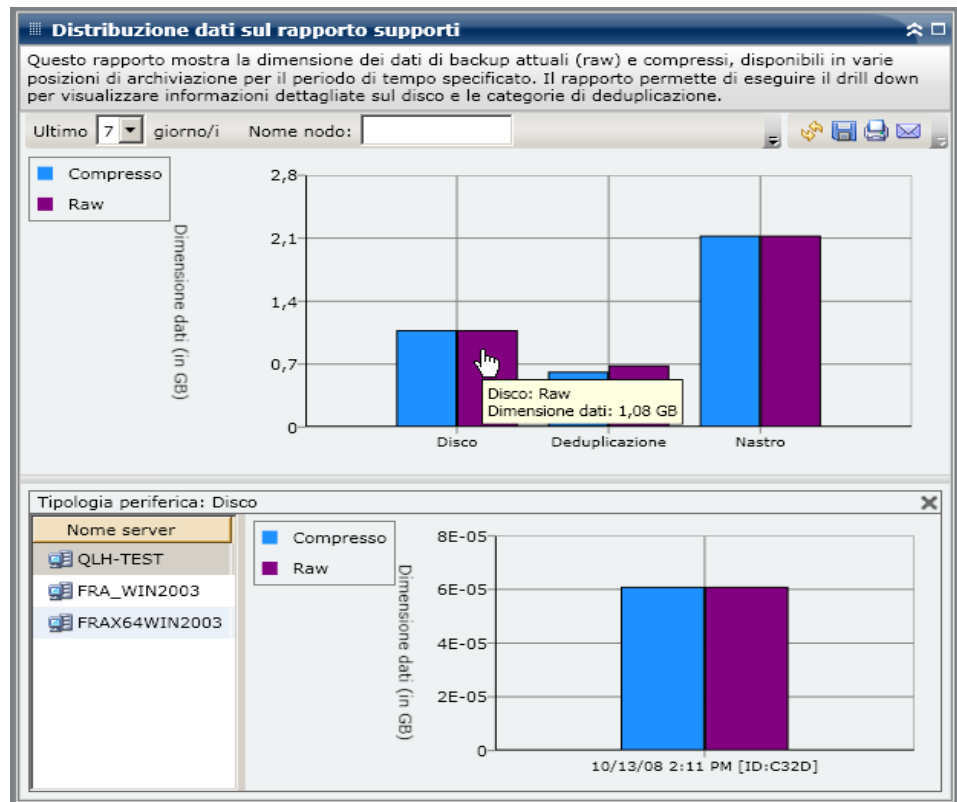 Distribuzione dati sul rapporto supporti
Questo rapporto mostra la dimensione dei dati di backup attuali (raw) e compressi, disponibili in varie
posizioni di archiviazione per il periodo di tempo specificato. Il rapporto permette di eseguire il drill down
per visualizzare informazioni dettagliate sul disco e le categorie di deduplicazione.
Ultimo 7 giorno/i Nome nodo:
Compresso
Raw
Dimensione dati (in GB)
2,8
2,1
1,4
0,7
0
Disco: Raw
Dimensione dati: 1,08 GB
Disco Deduplicazione Nastro
Tipologia periferica: Disco
Nome server
QLH-TEST
FRA_WIN2003
FRAX64WIN2003
Compresso
Raw
Dimensione dati (in GB)
8E-05
6E-05
4E-05
2E-05
0
10/13/08 2:11 PM [ID:C32D]